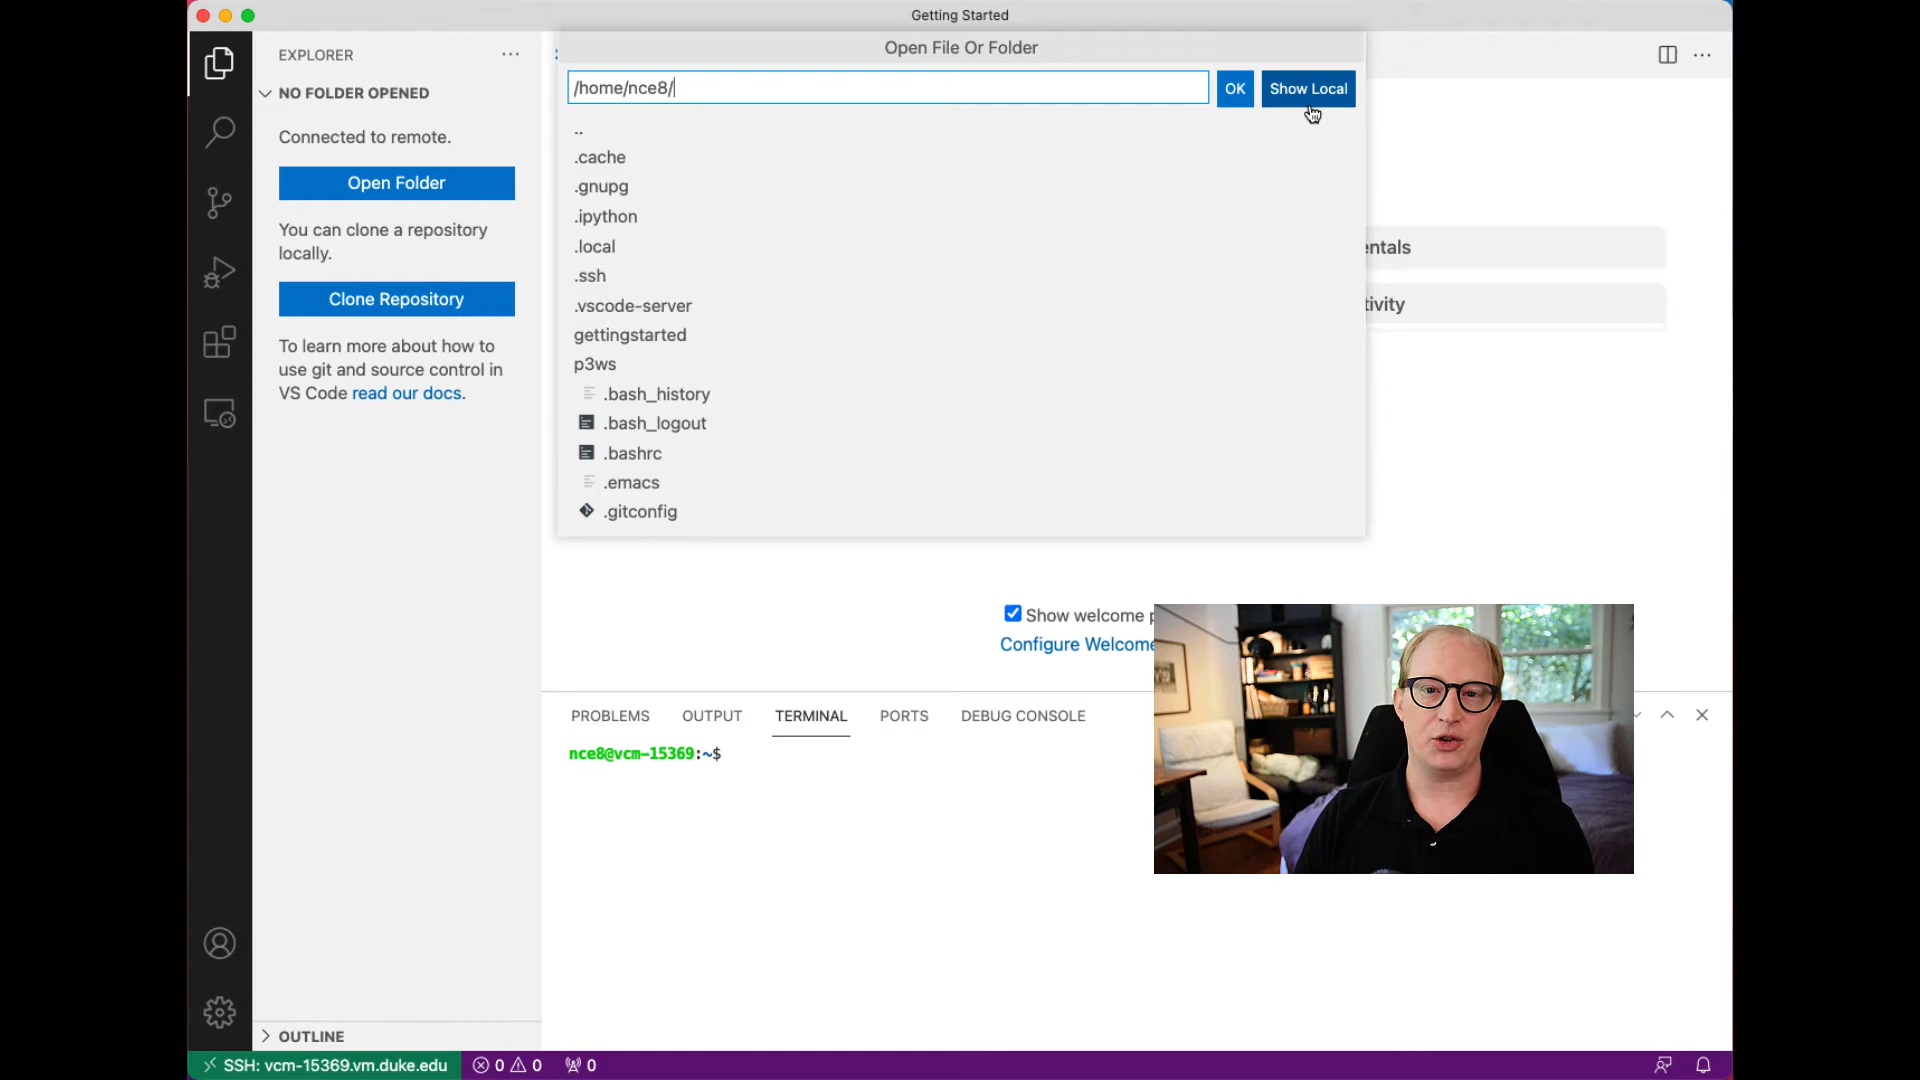 Getting Started
EXPLORER
NO FOLDER OPENED
Connected to remote.
Open Folder
You can clone a repository
locally.
Clone Repository
To learn more about how to
use git and source control in
VS Code read our docs.
Open File Or Folder
/home/nce8/
OK
Show Local
..
.cache
.gnupg
.ipython
.local
.ssh
.vscode-server
gettingstarted
p3ws
.bash_history
.bash_logout
.bashrc
.emacs
.gitconfig
entals
tivity
Show welcome p
Configure Welcome
PROBLEMS OUTPUT TERMINAL PORTS DEBUG CONSOLE
nce8@vcm-15369:~$
OUTLINE
SSH: vcm-15369.vm.duke.edu 0 0 0